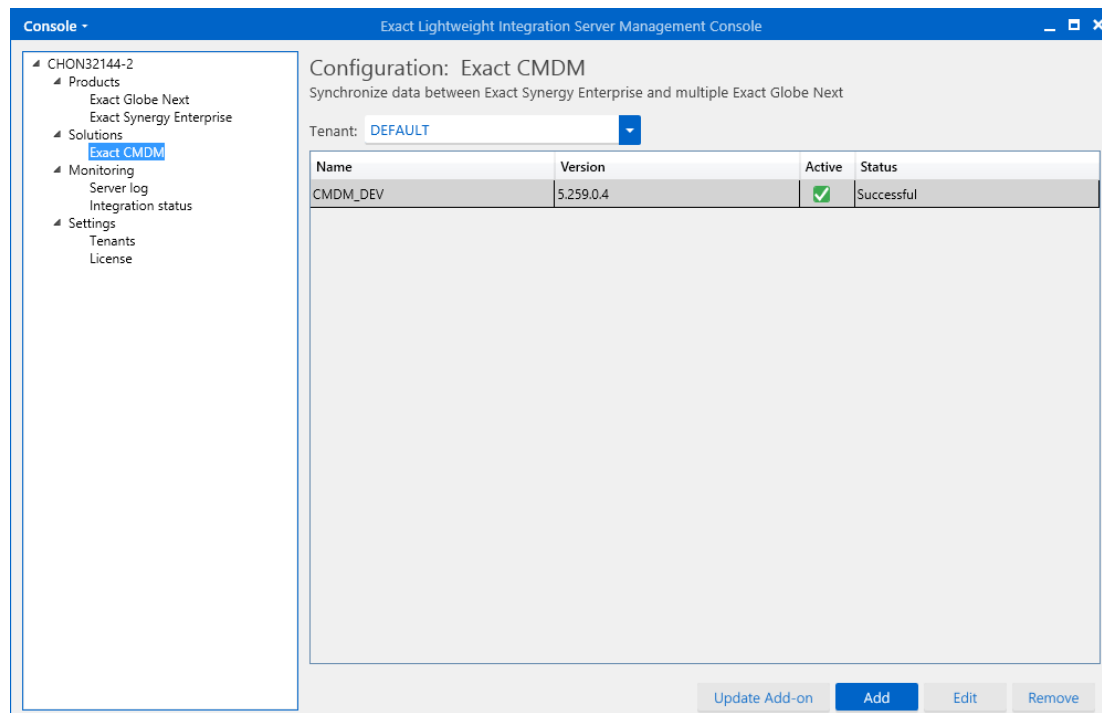 Console
Exact Lightweight Integration Server Management Console
CHON32144-2
Products
Exact Globe Next
Exact Synergy Enterprise
Solutions
Exact CMDM
Monitoring
Server log
Integration status
Settings
Tenants
License
Configuration: Exact CMDM
Synchronize data between Exact Synergy Enterprise and multiple Exact Globe Next
Tenant: DEFAULT
Name Version Active Status
CMDM_DEV 5.259.0.4 Successful
Update Add-on Add Edit Remove